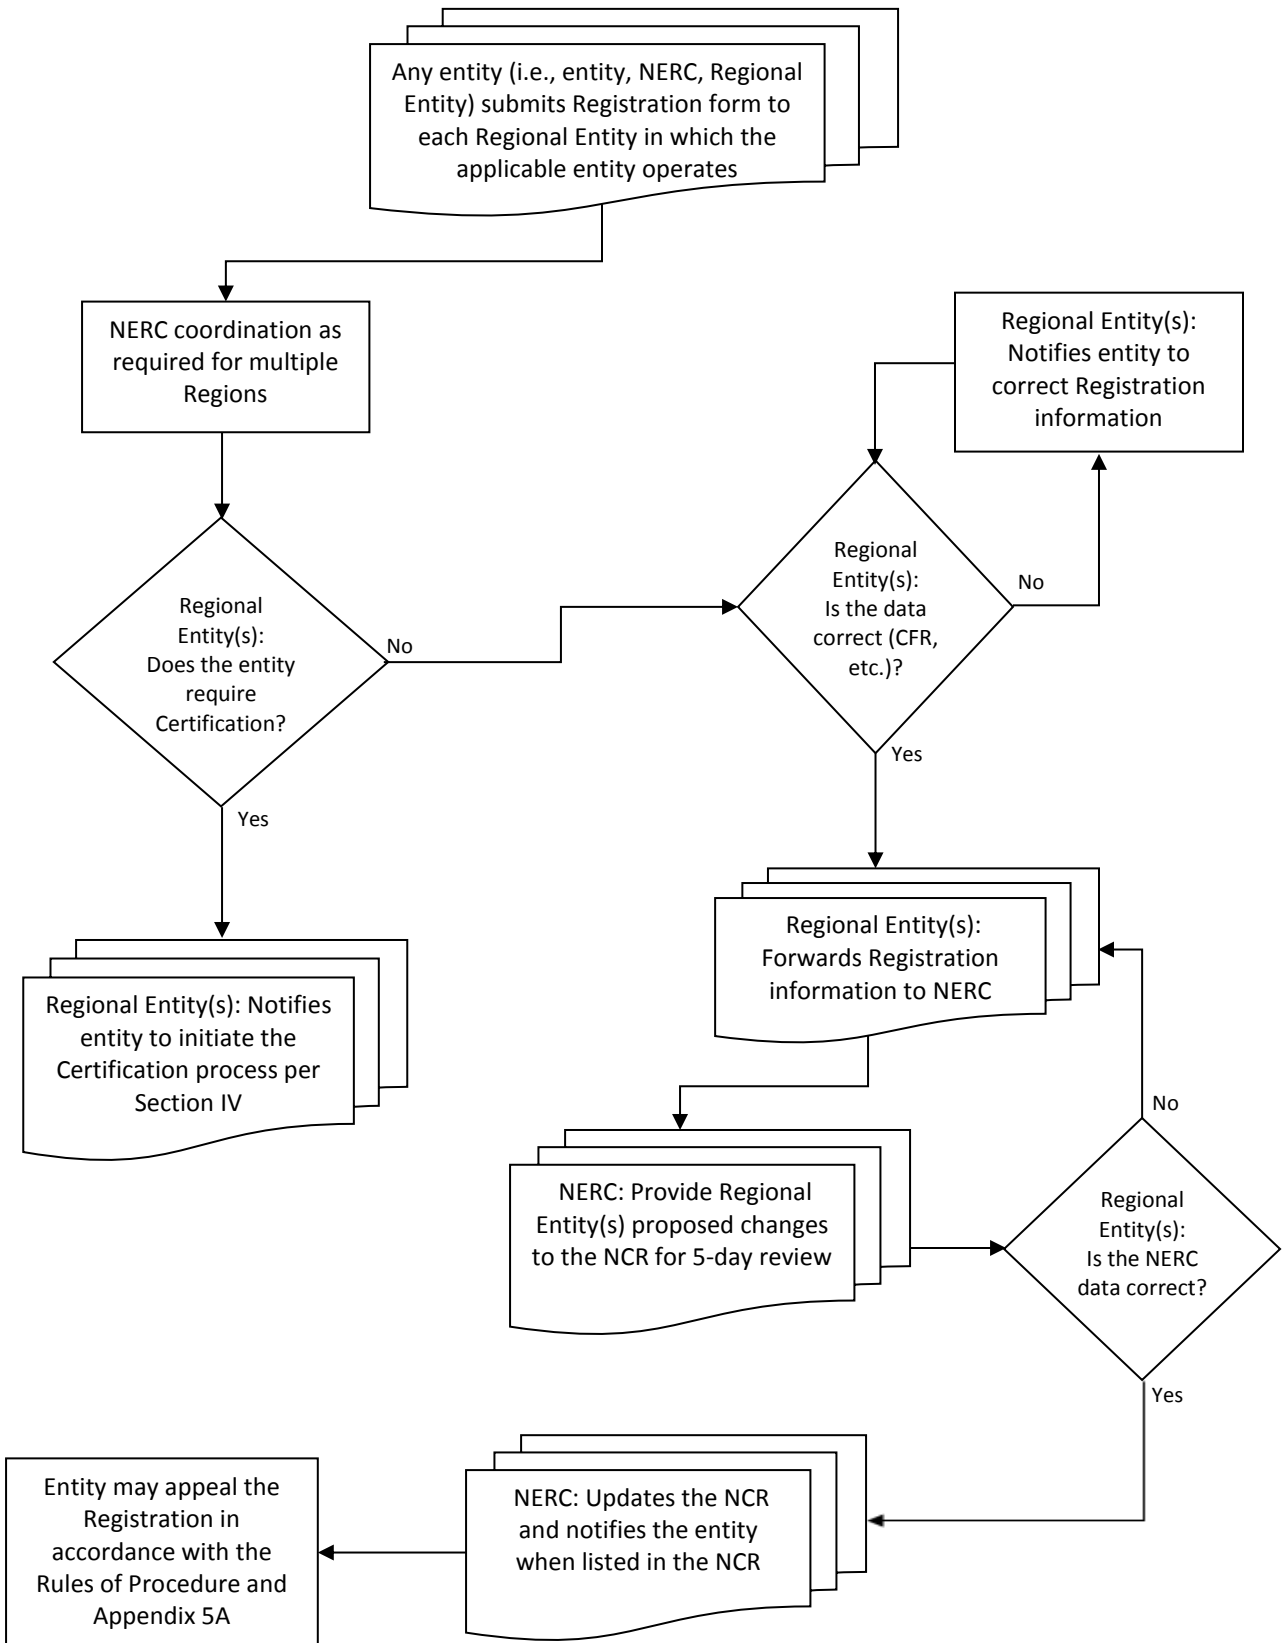 Any entity (i.e., entity, NERC, Regional
Entity) submits Registration form to
each Regional Entity in which the
applicable entity operates
NERC coordination as
required for multiple
Regions
Regional Entity(s):
Notifies entity to
correct Registration
information
Regional
Entity(s):
Does the entity
require
Certification?
No
Yes
Regional
Entity(s):
Is the data
correct (CFR,
etc.)?
No
Yes
Regional Entity(s): Notifies
entity to initiate the
Certification process per
Section IV
Regional Entity(s):
Forwards Registration
information to NERC
NERC: Provide Regional
Entity(s) proposed changes
to the NCR for 5-day review
No
Regional
Entity(s):
Is the NERC
data correct?
Yes
NERC: Updates the NCR
and notifies the entity
when listed in the NCR
Entity may appeal the
Registration in
accordance with the
Rules of Procedure and
Appendix 5A